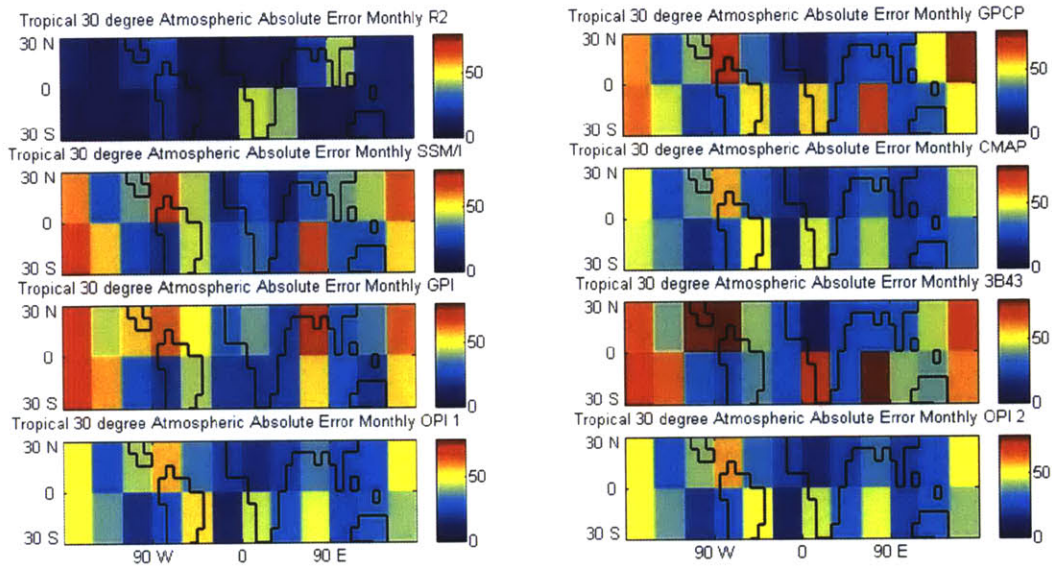 Tropical 30 degree Atmospheric Absolute Error Monthly R2
30 N
0
30 S
50
0
Tropical 30 degree Atmospheric Absolute Error Monthly SSM/I
30 N
0
30 S
50
0
Tropical 30 degree Atmospheric Absolute Error Monthly GPI
30 N
0
30 S
50
0
Tropical 30 degree Atmospheric Absolute Error Monthly OPI 1
30 N
0
30 S
90 W
0
90 E
50
0
Tropical 30 degree Atmospheric Absolute Error Monthly GPCP
30 N
0
30 S
50
0
Tropical 30 degree Atmospheric Absolute Error Monthly CMAP
30 N
0
30 S
50
0
Tropical 30 degree Atmospheric Absolute Error Monthly 3B43
30 N
0
30 S
50
0
Tropical 30 degree Atmospheric Absolute Error Monthly OPI 2
30 N
0
30 S
90 W
0
90 E
50
0